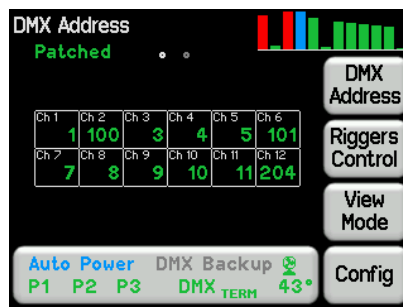 DMX Address
Patched
DMX
Address
Ch 1 Ch 2 Ch 3 Ch 4 Ch 5 Ch 6
1 100 3 4 5 101
Ch 7 Ch 8 Ch 9 Ch 10 Ch 11 Ch 12
7 8 9 10 11 204
Riggers
Control
View
Mode
Auto Power DMX Backup
P1 P2 P3 DMX TERM 43°
Config